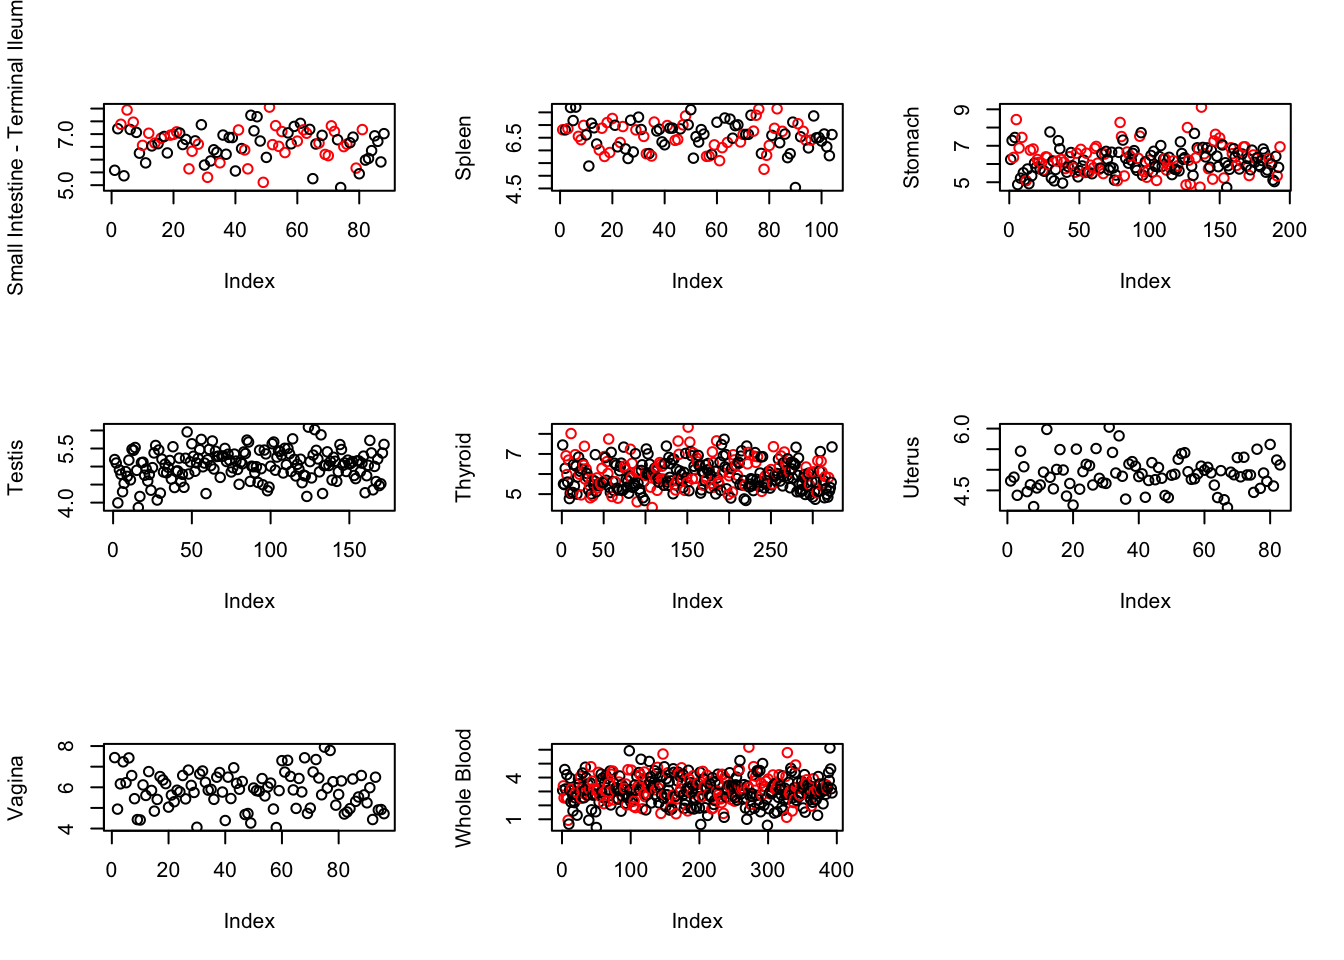 Small Intestine - Terminal Ileum
5.0 7.0
0 20 40 60 80
Index
Spleen
4.5 6.5
0 20 40 60 80 100
Index
Stomach
5 7 9
0 50 100 150 200
Index
Testis
4.0 5.5
0 50 100 150
Index
Thyroid
5 7
0 50 150 250
Index
Uterus
4.5 6.0
0 20 40 60 80
Index
Vagina
4 6 8
0 20 40 60 80
Index
Whole Blood
1 4
0 100 200 300 400
Index